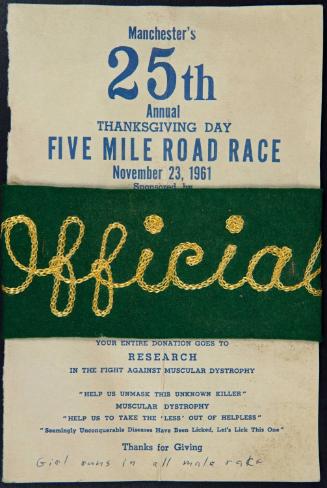 Manchester's
25th
Annual
THANKSGIVING DAY
FIVE MILE ROAD RACE
November 23, 1961
Sponsored by
Official
YOUR ENTIRE DONATION GOES TO
RESEARCH
IN THE FIGHT AGAINST MUSCULAR DYSTROPHY
"HELP US UNMASK THIS UNKNOWN KILLER"
MUSCULAR DYSTROPHY
"HELP US TO TAKE THE 'LESS' OUT OF HELPLESS"
"Seemingly Unconquerable Diseases Have Been Licked, Let's Lick This One"
Thanks for Giving
Girl runs in all male race